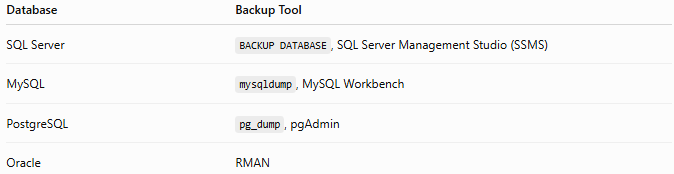 Database Backup Tool
SQL Server BACKUP DATABASE, SQL Server Management Studio (SSMS)
MySQL mysqldump, MySQL Workbench
PostgreSQL pg_dump, pgAdmin
Oracle RMAN